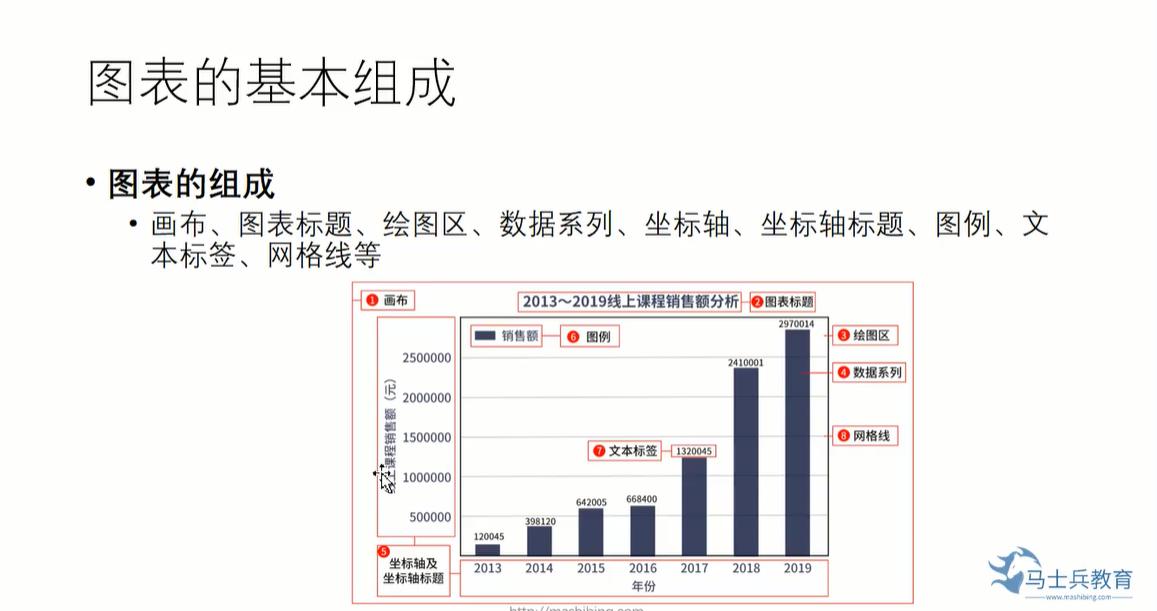 图表的基本组成
• 图表的组成
• 画布、图表标题、绘图区、数据系列、坐标轴、坐标轴标题、图例、文
本标签、网格线等
1 画布
2013～2019线上课程销售额分析
2 图表标题
2970014
销售额
6 图例
3 绘图区
2500000
2410001
4 数据系列
2000000
线上课程销售额（元）
1500000
8 网格线
7 文本标签
1320045
1000000
642005
668400
500000
398120
120045
5 坐标轴及
坐标轴标题
2013 2014 2015 2016 2017 2018 2019
年份
马士兵教育
www.mashibing.com
http://mashibing.com